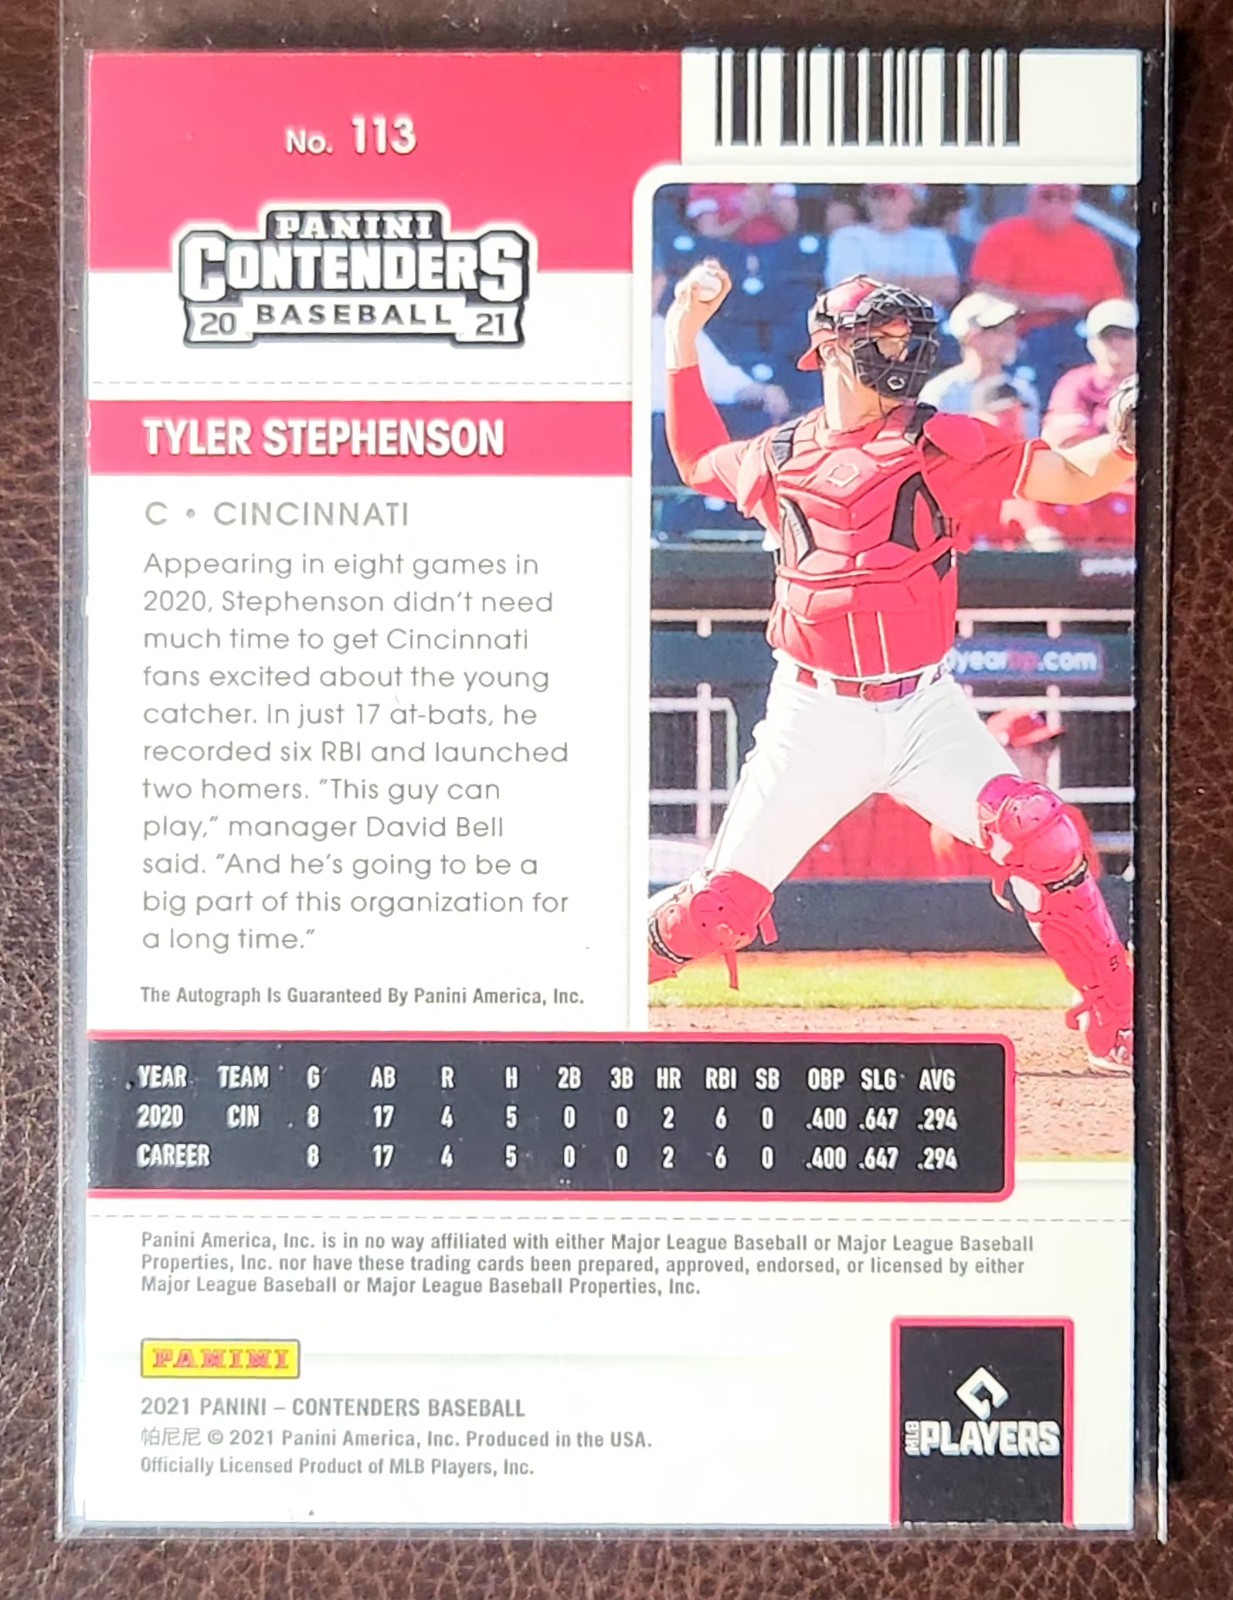 No. 113
PANINI
CONTENDERS
20 BASEBALL 21
TYLER STEPHENSON
C • CINCINNATI
Appearing in eight games in
2020, Stephenson didn't need
much time to get Cincinnati
fans excited about the young
catcher. In just 17 at-bats, he
recorded six RBI and launched
two homers. "This guy can
play," manager David Bell
said. "And he's going to be a
big part of this organization for
a long time."
The Autograph Is Guaranteed By Panini America, Inc.
YEAR TEAM G AB R H 2B 3B HR RBI SB OBP SLG AVG
2020 CIN 8 17 4 5 0 0 2 6 0 .400 .647 .294
CAREER 8 17 4 5 0 0 2 6 0 .400 .647 .294
Panini America, Inc. is in no way affiliated with either Major League Baseball or Major League Baseball
Properties, Inc. nor have these trading cards been prepared, approved, endorsed, or licensed by either
Major League Baseball or Major League Baseball Properties, Inc.
PANINI
2021 PANINI – CONTENDERS BASEBALL
帕尼尼 © 2021 Panini America, Inc. Produced in the USA.
Officially Licensed Product of MLB Players, Inc.
MLB PLAYERS